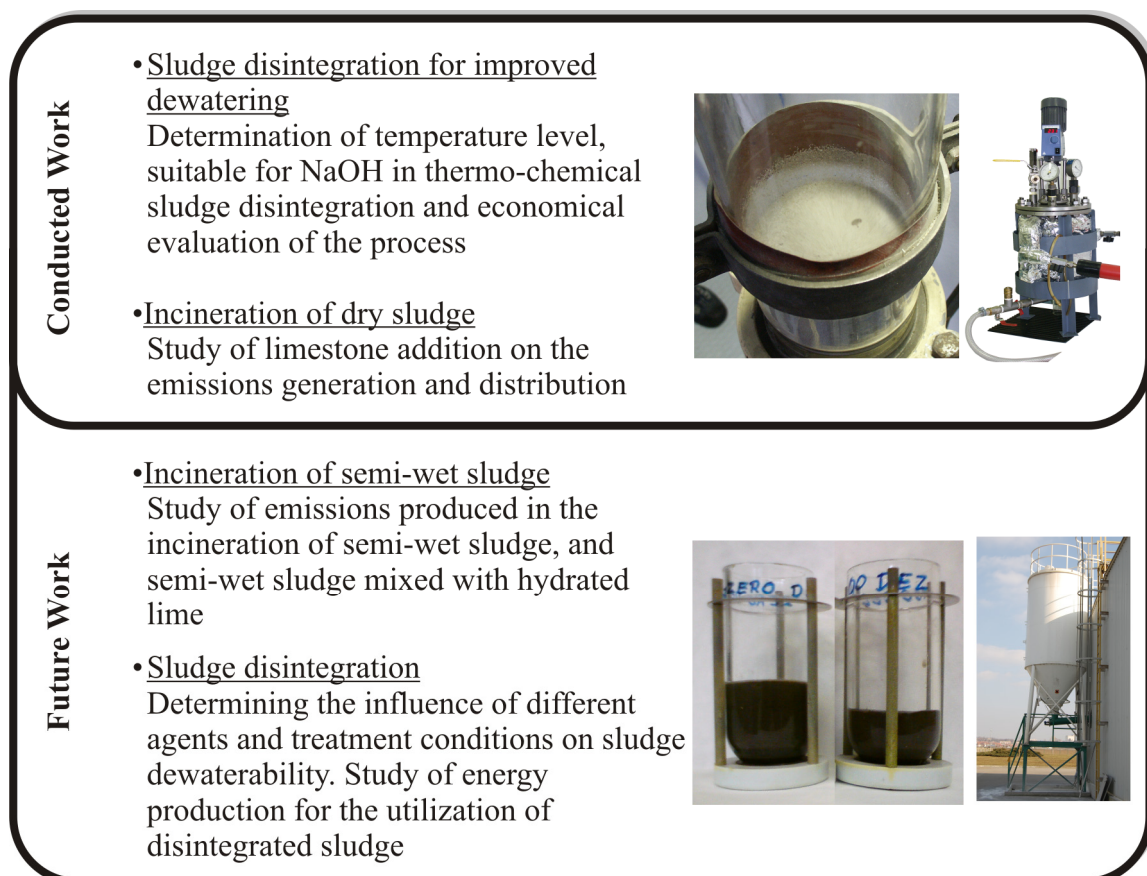 Conducted Work
•Sludge disintegration for improved
dewatering
Determination of temperature level,
suitable for NaOH in thermo-chemical
sludge disintegration and economical
evaluation of the process
•Incineration of dry sludge
Study of limestone addition on the
emissions generation and distribution
Future Work
•Incineration of semi-wet sludge
Study of emissions produced in the
incineration of semi-wet sludge, and
semi-wet sludge mixed with hydrated
lime
•Sludge disintegration
Determining the influence of different
agents and treatment conditions on sludge
dewaterability. Study of energy
production for the utilization of
disintegrated sludge
ZERO D
DEZ